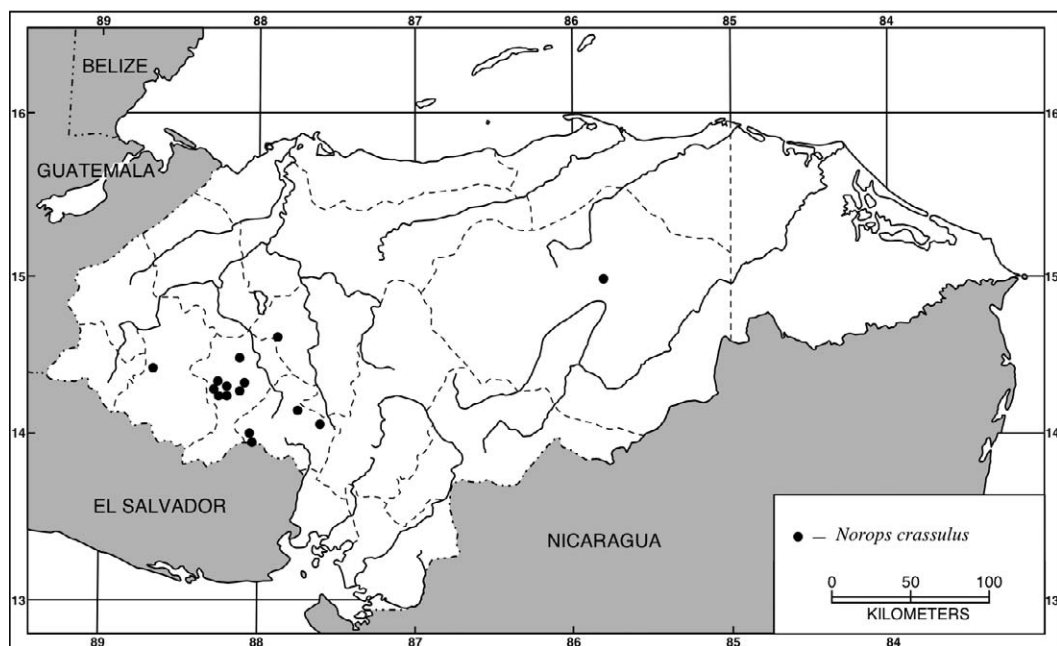 89 88 87 86 85 84
BELIZE
16 16
GUATEMALA
15 15
14 14
EL SALVADOR
NICARAGUA
● – Norops crassulus
0 50 100
KILOMETERS
13 13
89 88 87 86 85 84